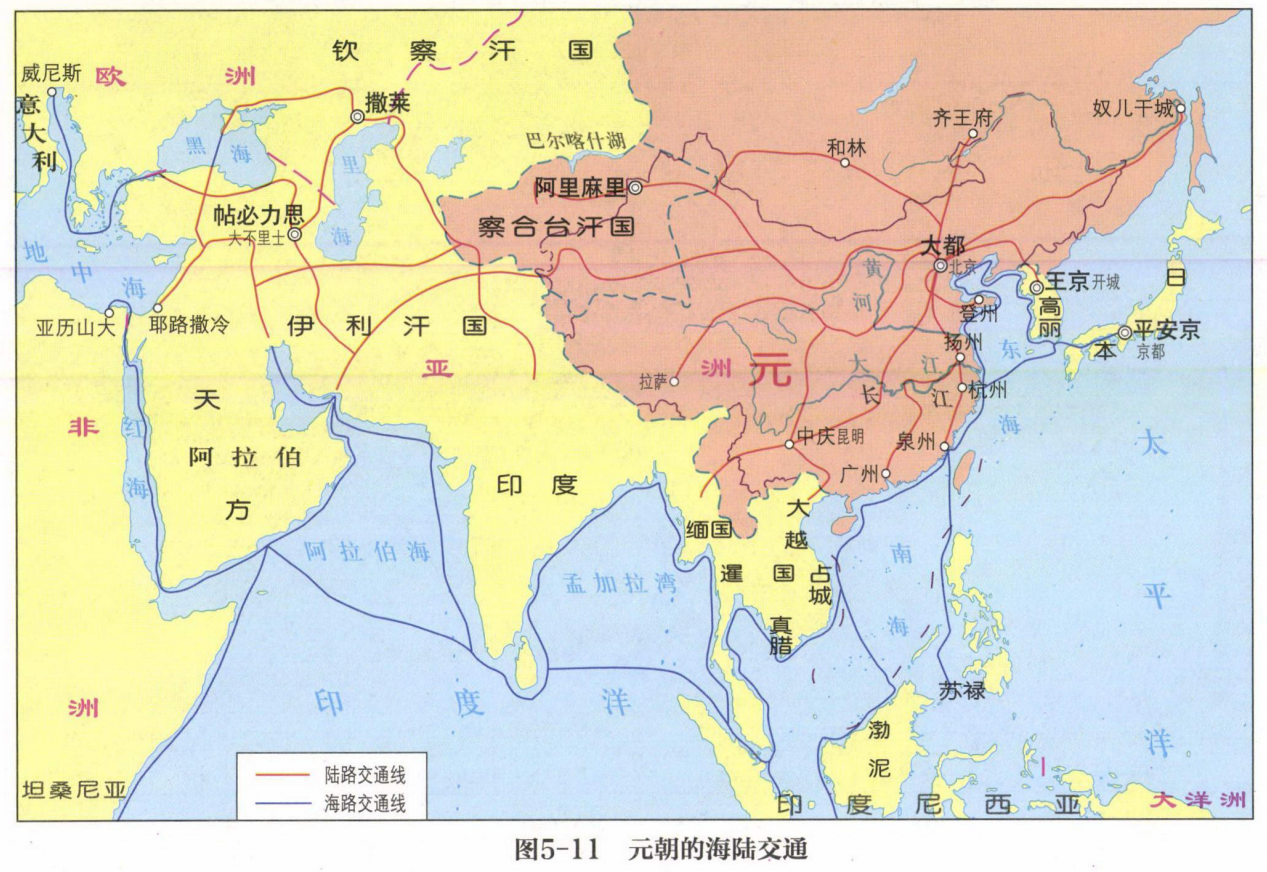 钦察汗国
威尼斯
欧洲
意大利
撒莱
黑海
里海
巴尔喀什湖
和林
齐王府
奴儿干城
阿里麻里
察合台汗国
帖必力思
大不里士
地中海
亚历山大
耶路撒冷
伊利汗国
大都
北京
黄河
王京 开城
高丽
日本
平安京
京都
登州
扬州
东海
亚洲
元
拉萨
大江
长江
杭州
天方
阿拉伯
非洲
红海
中庆 昆明
泉州
广州
太平洋
印度
缅国
大越
暹国
占城
真腊
南海
阿拉伯海
孟加拉湾
印度洋
苏禄
渤泥
坦桑尼亚
陆路交通线
海路交通线
印度尼西亚
大洋洲
图5-11 元朝的海陆交通